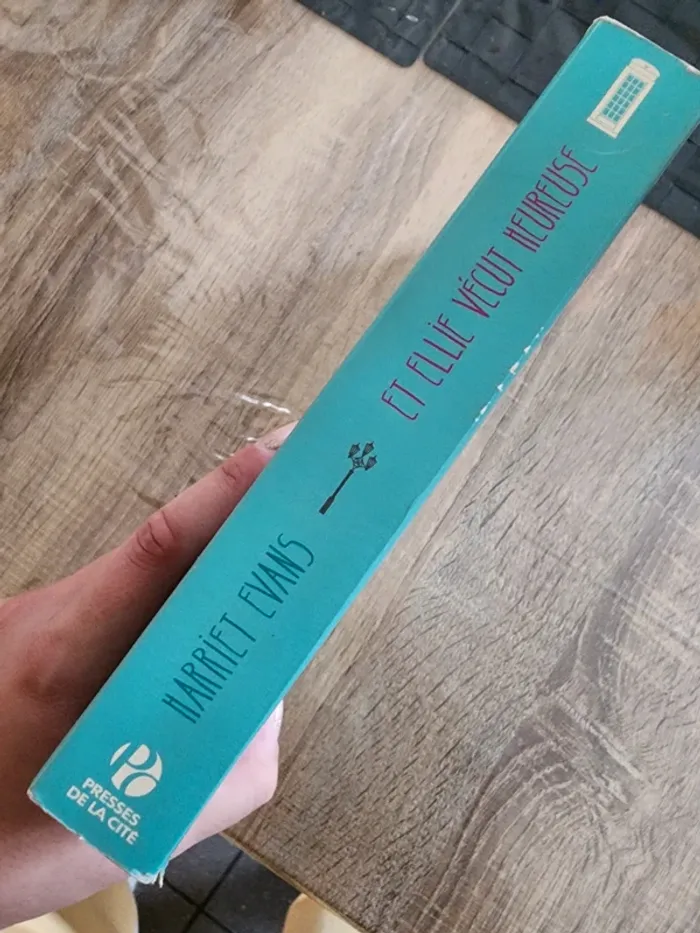 HARRIET EVANS
ET ELLIE VÉCUT HEUREUSE
PRESSES
DE LA CITÉ